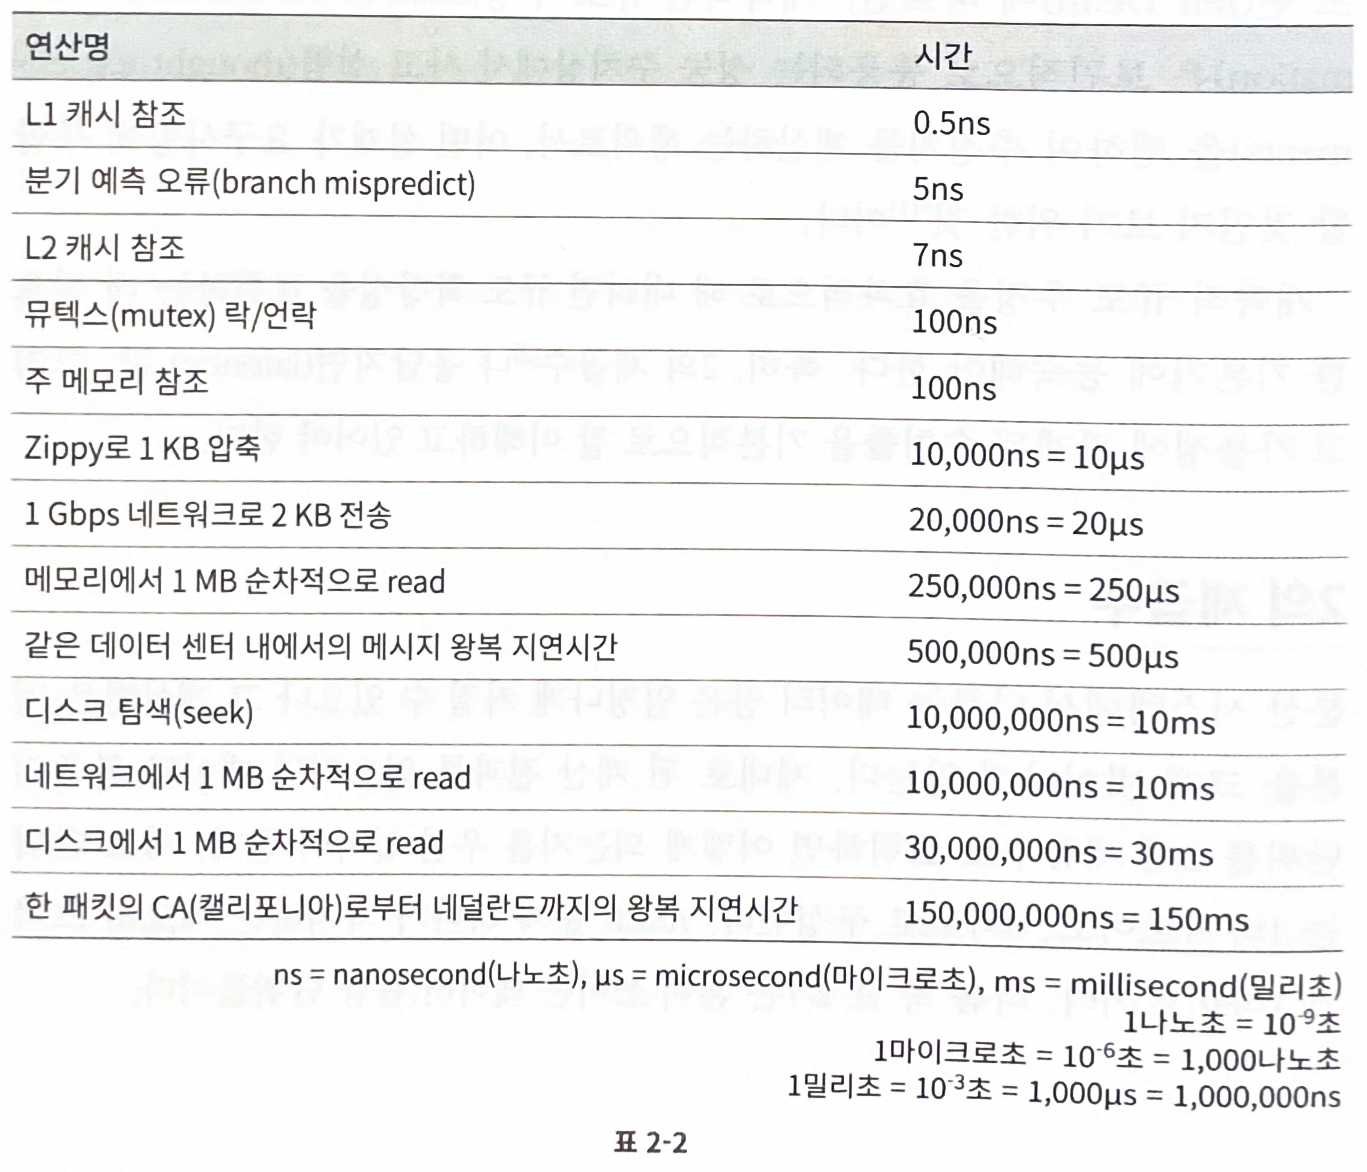 연산명 시간
L1 캐시 참조 0.5ns
분기 예측 오류(branch mispredict) 5ns
L2 캐시 참조 7ns
뮤텍스(mutex) 락/언락 100ns
주 메모리 참조 100ns
Zippy로 1 KB 압축 10,000ns = 10μs
1 Gbps 네트워크로 2 KB 전송 20,000ns = 20μs
메모리에서 1 MB 순차적으로 read 250,000ns = 250μs
같은 데이터 센터 내에서의 메시지 왕복 지연시간 500,000ns = 500μs
디스크 탐색(seek) 10,000,000ns = 10ms
네트워크에서 1 MB 순차적으로 read 10,000,000ns = 10ms
디스크에서 1 MB 순차적으로 read 30,000,000ns = 30ms
한 패킷의 CA(캘리포니아)로부터 네덜란드까지의 왕복 지연시간 150,000,000ns = 150ms
ns = nanosecond(나노초), μs = microsecond(마이크로초), ms = millisecond(밀리초)
1나노초 = 10⁻⁹초
1마이크로초 = 10⁻⁶초 = 1,000나노초
1밀리초 = 10⁻³초 = 1,000μs = 1,000,000ns
표 2-2